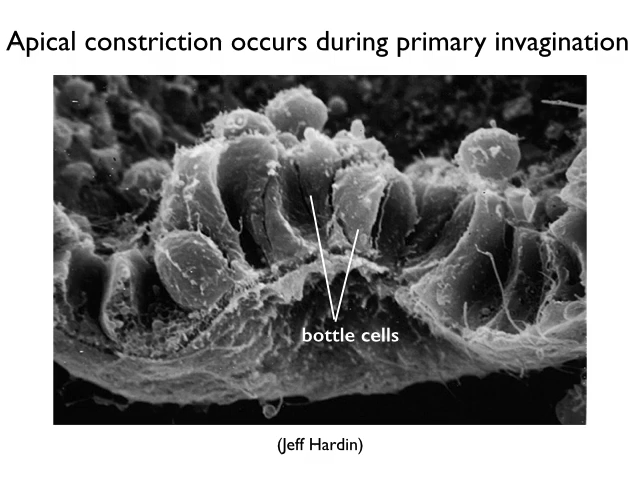 Apical constriction occurs during primary invagination
bottle cells
(Jeff Hardin)